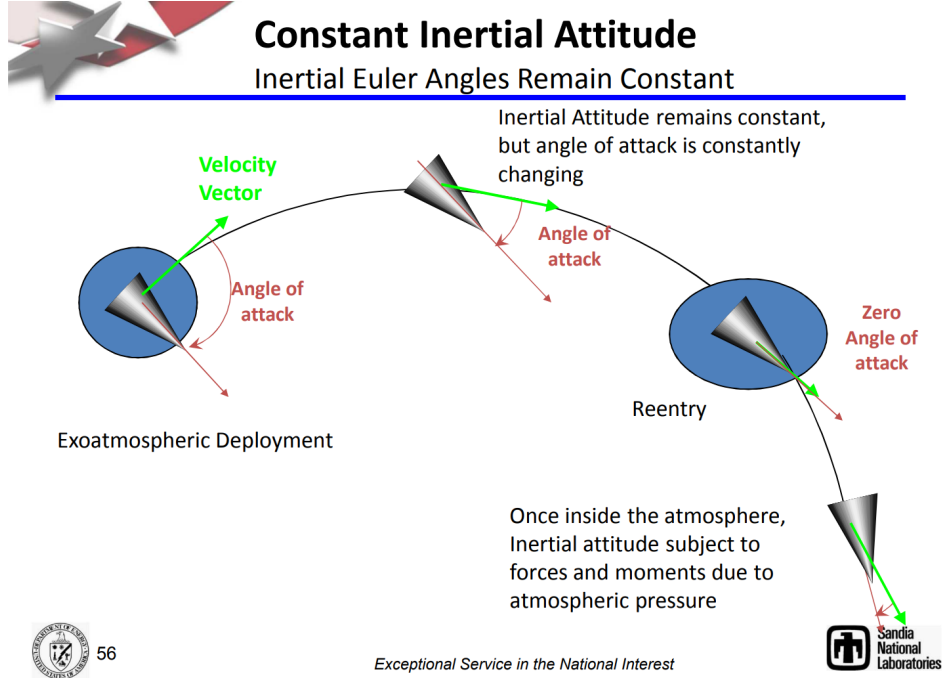 Constant Inertial Attitude
Inertial Euler Angles Remain Constant
Inertial Attitude remains constant,
but angle of attack is constantly
changing
Velocity
Vector
Angle of
attack
Angle of
attack
Zero
Angle of
attack
Reentry
Exoatmospheric Deployment
Once inside the atmosphere,
Inertial attitude subject to
forces and moments due to
atmospheric pressure
56
Exceptional Service in the National Interest
Sandia
National
Laboratories